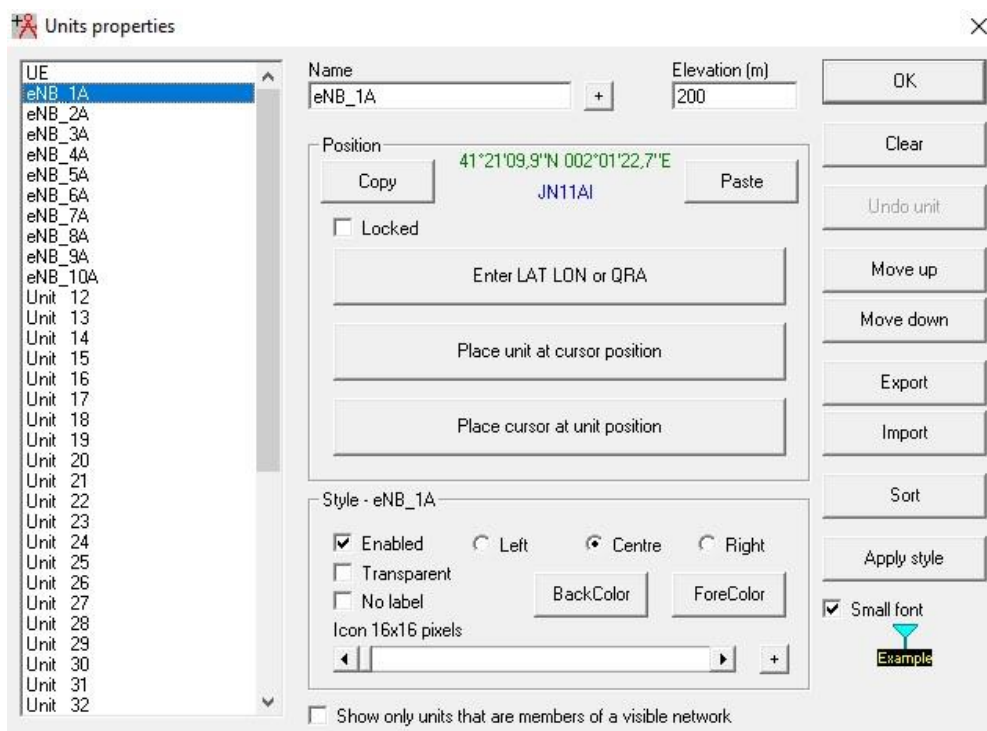 Units properties
UE
eNB_1A
eNB_2A
eNB_3A
eNB_4A
eNB_5A
eNB_6A
eNB_7A
eNB_8A
eNB_9A
eNB_10A
Unit 12
Unit 13
Unit 14
Unit 15
Unit 16
Unit 17
Unit 18
Unit 19
Unit 20
Unit 21
Unit 22
Unit 23
Unit 24
Unit 25
Unit 26
Unit 27
Unit 28
Unit 29
Unit 30
Unit 31
Unit 32
Name
eNB_1A
+
Elevation (m)
200
Position
41°21'09,9''N 002°01'22,7''E
Copy
JN11AI
Paste
Locked
Enter LAT LON or QRA
Place unit at cursor position
Place cursor at unit position
Style - eNB_1A
Enabled
Left
Centre
Right
Transparent
No label
BackColor
ForeColor
Icon 16x16 pixels
+
Show only units that are members of a visible network
OK
Clear
Undo unit
Move up
Move down
Export
Import
Sort
Apply style
Small font
Example